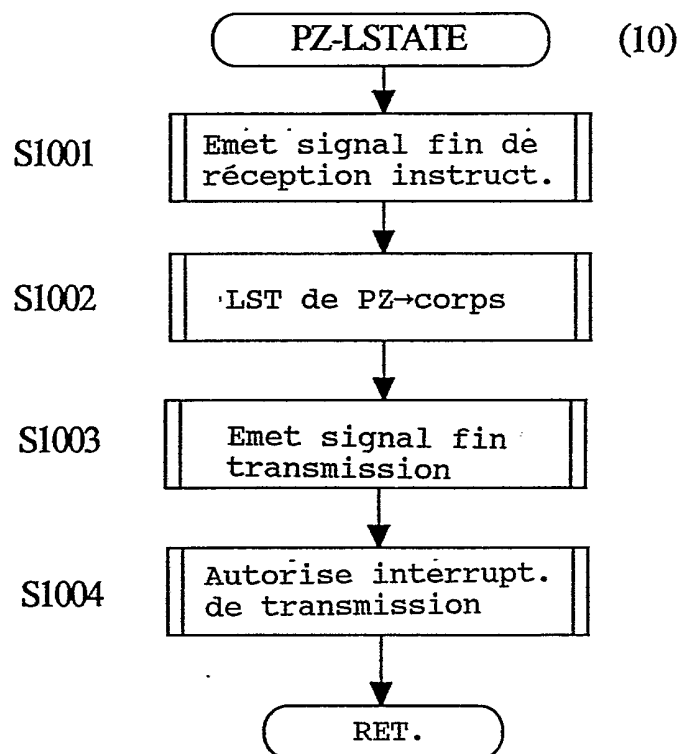 PZ-LSTATE
(10)
S1001
Emet signal fin de
réception instruct.
S1002
LST de PZ→corps
S1003
Emet signal fin
transmission
S1004
Autorise interrupt.
de transmission
RET.